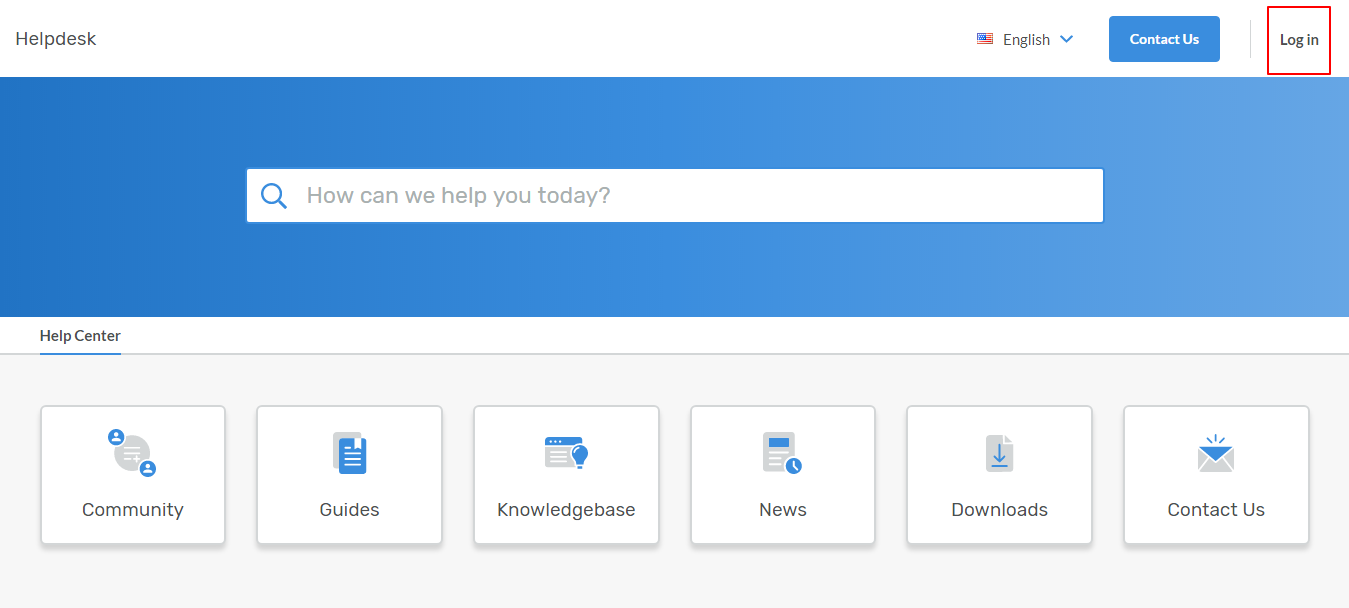 Helpdesk
English
Contact Us
Log in
How can we help you today?
Help Center
Community
Guides
Knowledgebase
News
Downloads
Contact Us